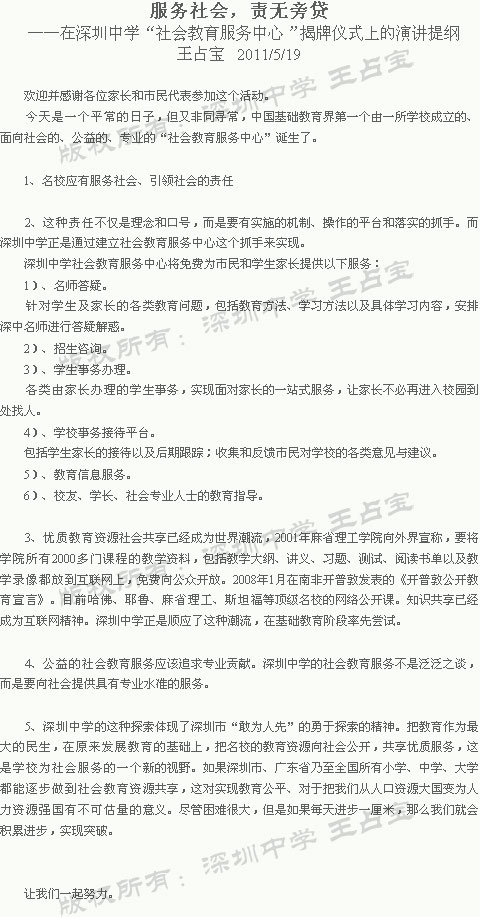 服务社会，责无旁贷
——在深圳中学“社会教育服务中心 ”揭牌仪式上的演讲提纲
王占宝 2011/5/19
欢迎并感谢各位家长和市民代表参加这个活动。
今天是一个平常的日子，但又非同寻常，中国基础教育界第一个由一所学校成立的、
面向社会的、公益的、专业的“社会教育服务中心”诞生了。
版权所有：深圳中学 王占宝
1、名校应有服务社会、引领社会的责任
2、这种责任不仅是理念和口号，而是要有实施的机制、操作的平台和落实的抓手。而
深圳中学正是通过建立社会教育服务中心这个抓手来实现。
深圳中学社会教育服务中心将免费为市民和学生家长提供以下服务：
1）、名师答疑。
针对学生及家长的各类教育问题，包括教育方法、学习方法以及具体学习内容，安排
深中名师进行答疑解惑。
版权所有：深圳中学 王占宝
2）、招生咨询。
3）、学生事务办理。
各类由家长办理的学生事务，实现面对家长的一站式服务，让家长不必再进入校园到
处找人。
4）、学校事务接待平台。
包括学生家长的接待以及后期跟踪；收集和反馈市民对学校的各类意见与建议。
5）、教育信息服务。
6）、校友、学长、社会专业人士的教育指导。
版权所有：深圳中学 王占宝
3、优质教育资源社会共享已经成为世界潮流，2001年麻省理工学院向外界宣称，要将
学院所有2000多门课程的教学资料，包括教学大纲、讲义、习题、测试、阅读书单以及教
学录像都放到互联网上，免费向公众开放。2008年1月在南非开普敦发表的《开普敦公开教
育宣言》。目前哈佛、耶鲁、麻省理工、斯坦福等顶级名校的网络公开课。知识共享已经
成为互联网精神。深圳中学正是顺应了这种潮流，在基础教育阶段率先尝试。
4、公益的社会教育服务应该追求专业贡献。深圳中学的社会教育服务不是泛泛之谈，
而是要向社会提供具有专业水准的服务。
版权所有：深圳中学 王占宝
5、深圳中学的这种探索体现了深圳市“敢为人先”的勇于探索的精神。把教育作为最
大的民生，在原来发展教育的基础上，把名校的教育资源向社会公开，共享优质服务，这
是学校为社会服务的一个新的视野。如果深圳市、广东省乃至全国所有小学、中学、大学
都能逐步做到社会教育资源共享，这对实现教育公平、对于把我们从人口资源大国变为人
力资源强国有不可估量的意义。尽管困难很大，但是如果每天进步一厘米，那么我们就会
积累进步，实现突破。
版权所有：深圳中学 王占宝
让我们一起努力。